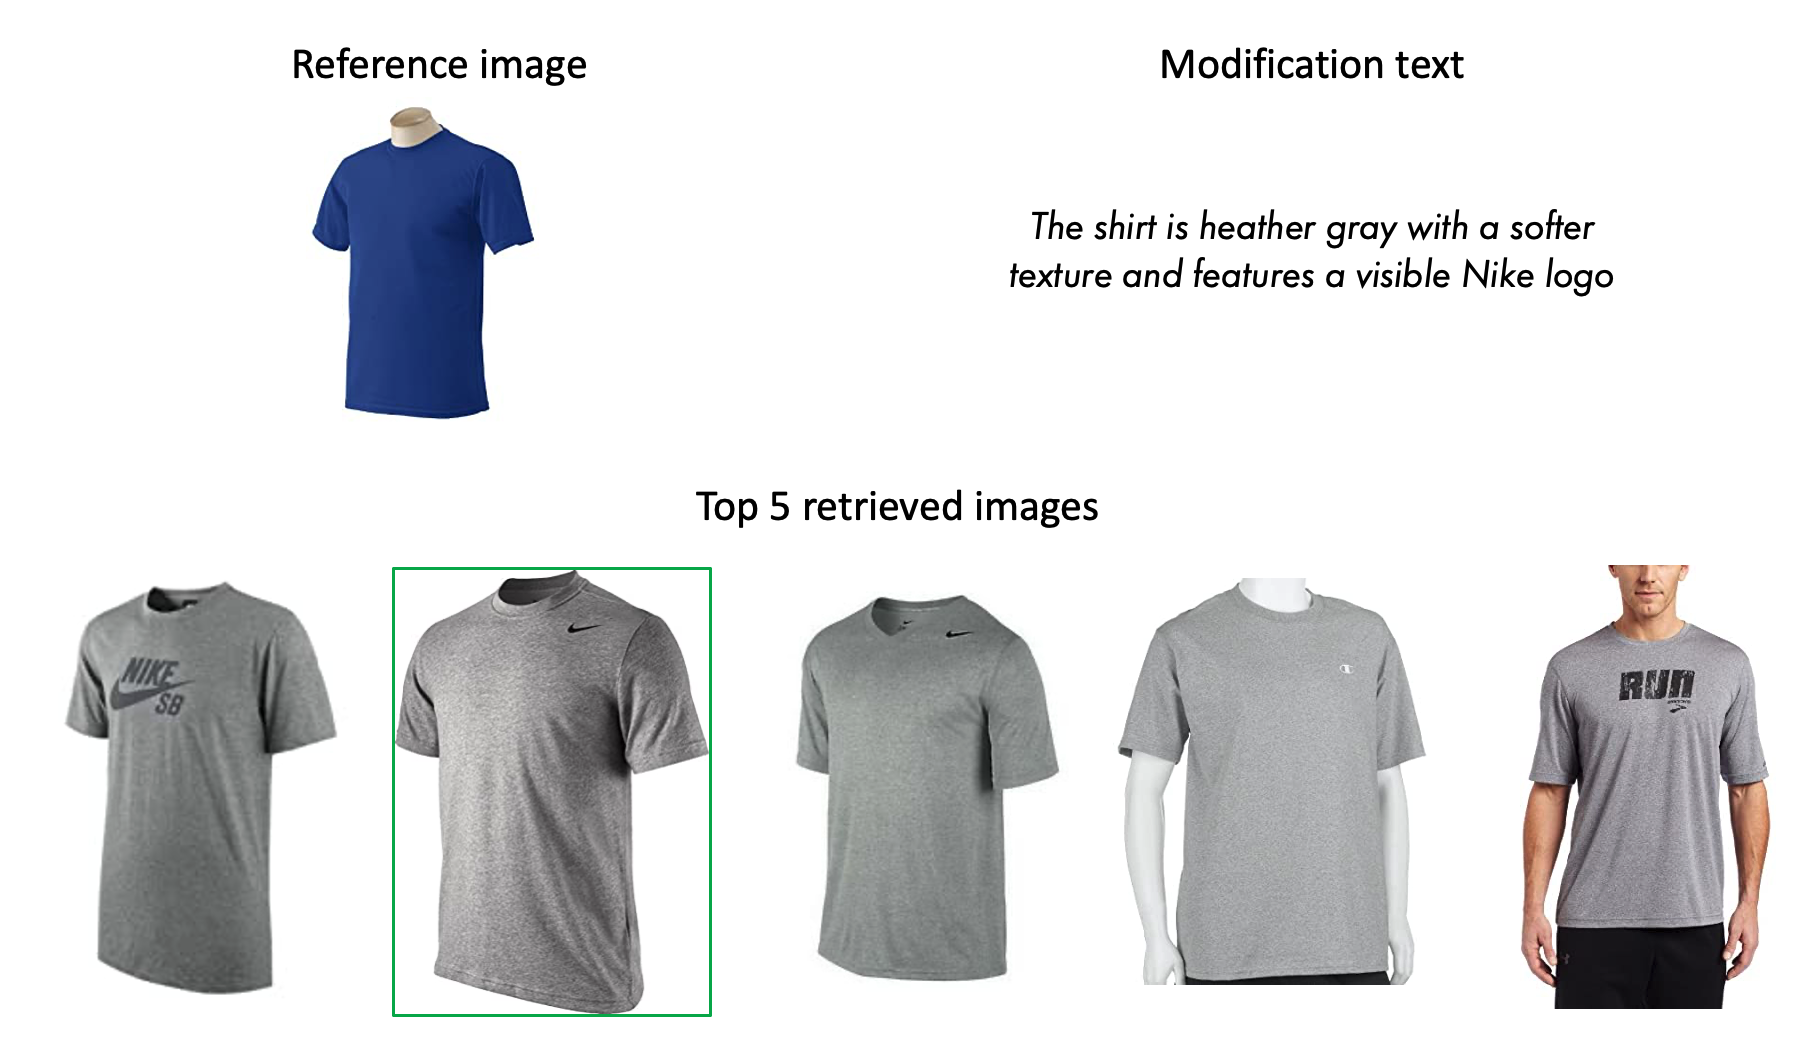 Reference image
Modification text
The shirt is heather gray with a softer
texture and features a visible Nike logo
Top 5 retrieved images
NIKE
SB
RUN